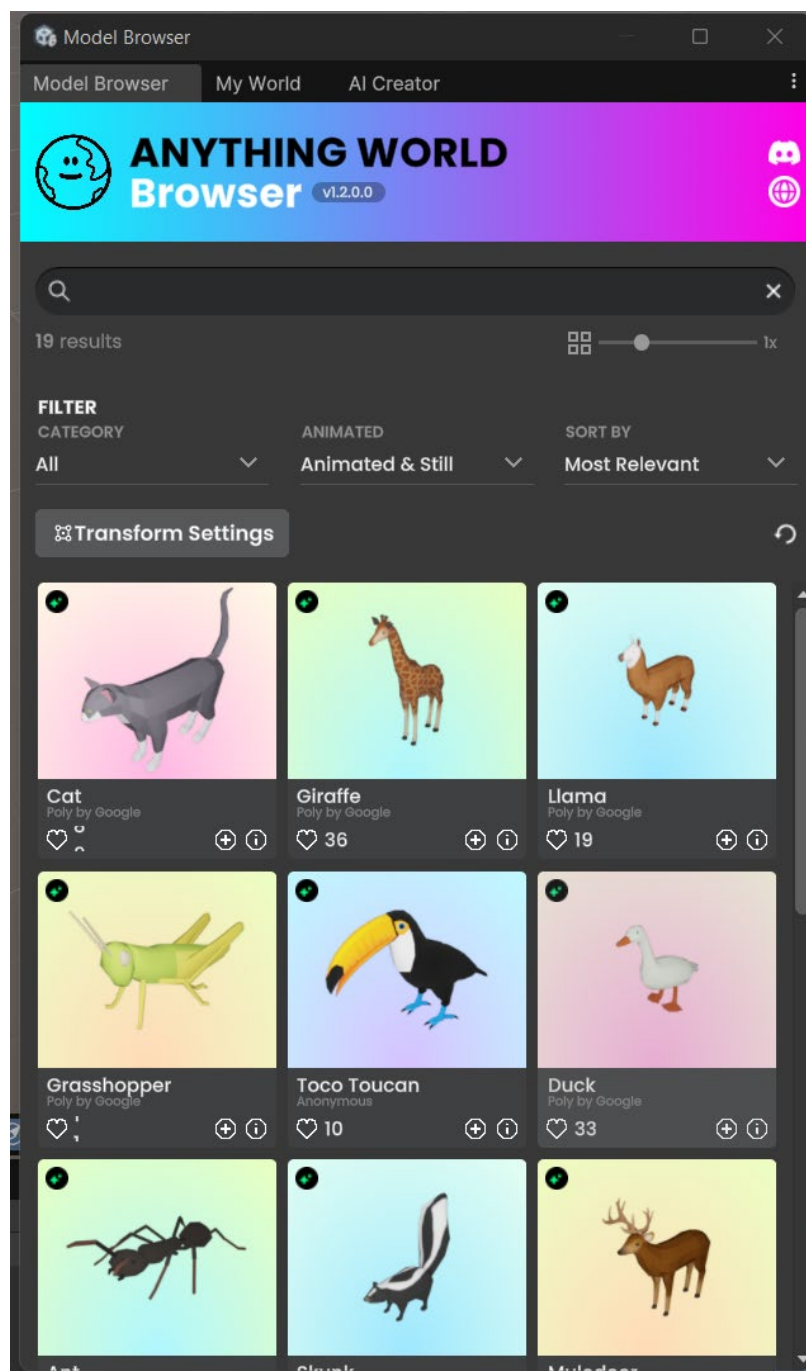 Model Browser
Model Browser My World AI Creator
ANYTHING WORLD
Browser v1.2.0.0
19 results
1x
FILTER
CATEGORY ANIMATED SORT BY
All Animated & Still Most Relevant
Transform Settings
Cat Giraffe Llama
Poly by Google Poly by Google Poly by Google
36 19
Grasshopper Toco Toucan Duck
Poly by Google Anonymous Poly by Google
10 33